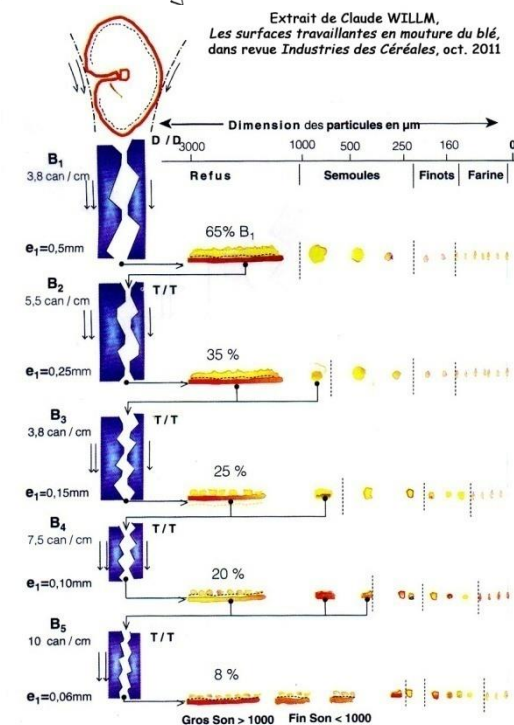 Extrait de Claude WILLM,
Les surfaces travaillantes en mouture du blé,
dans revue Industries des Céréales, oct. 2011
Dimension des particules en µm
D / D
3000 1000 500 250 160 0
Refus Semoules Finots Farine
B1
3,8 can / cm
65% B1
e1=0,5mm
B2
5,5 can / cm
T / T
35 %
e1=0,25mm
B3
3,8 can / cm
T / T
25 %
e1=0,15mm
B4
7,5 can / cm
T / T
20 %
e1=0,10mm
B5
10 can / cm
T / T
8 %
e1=0,06mm
Gros Son > 1000 Fin Son < 1000